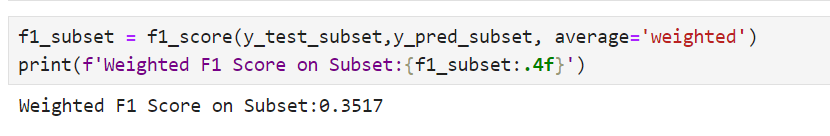 f1_subset = f1_score(y_test_subset,y_pred_subset, average='weighted')
print(f'Weighted F1 Score on Subset:{f1_subset:.4f}')
Weighted F1 Score on Subset:0.3517